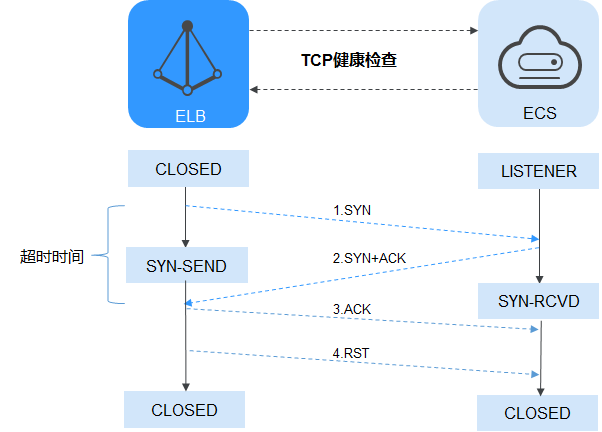 TCP健康检查
ELB
ECS
CLOSED
LISTENER
1.SYN
超时时间
SYN-SEND
2.SYN+ACK
SYN-RCVD
3.ACK
4.RST
CLOSED
CLOSED